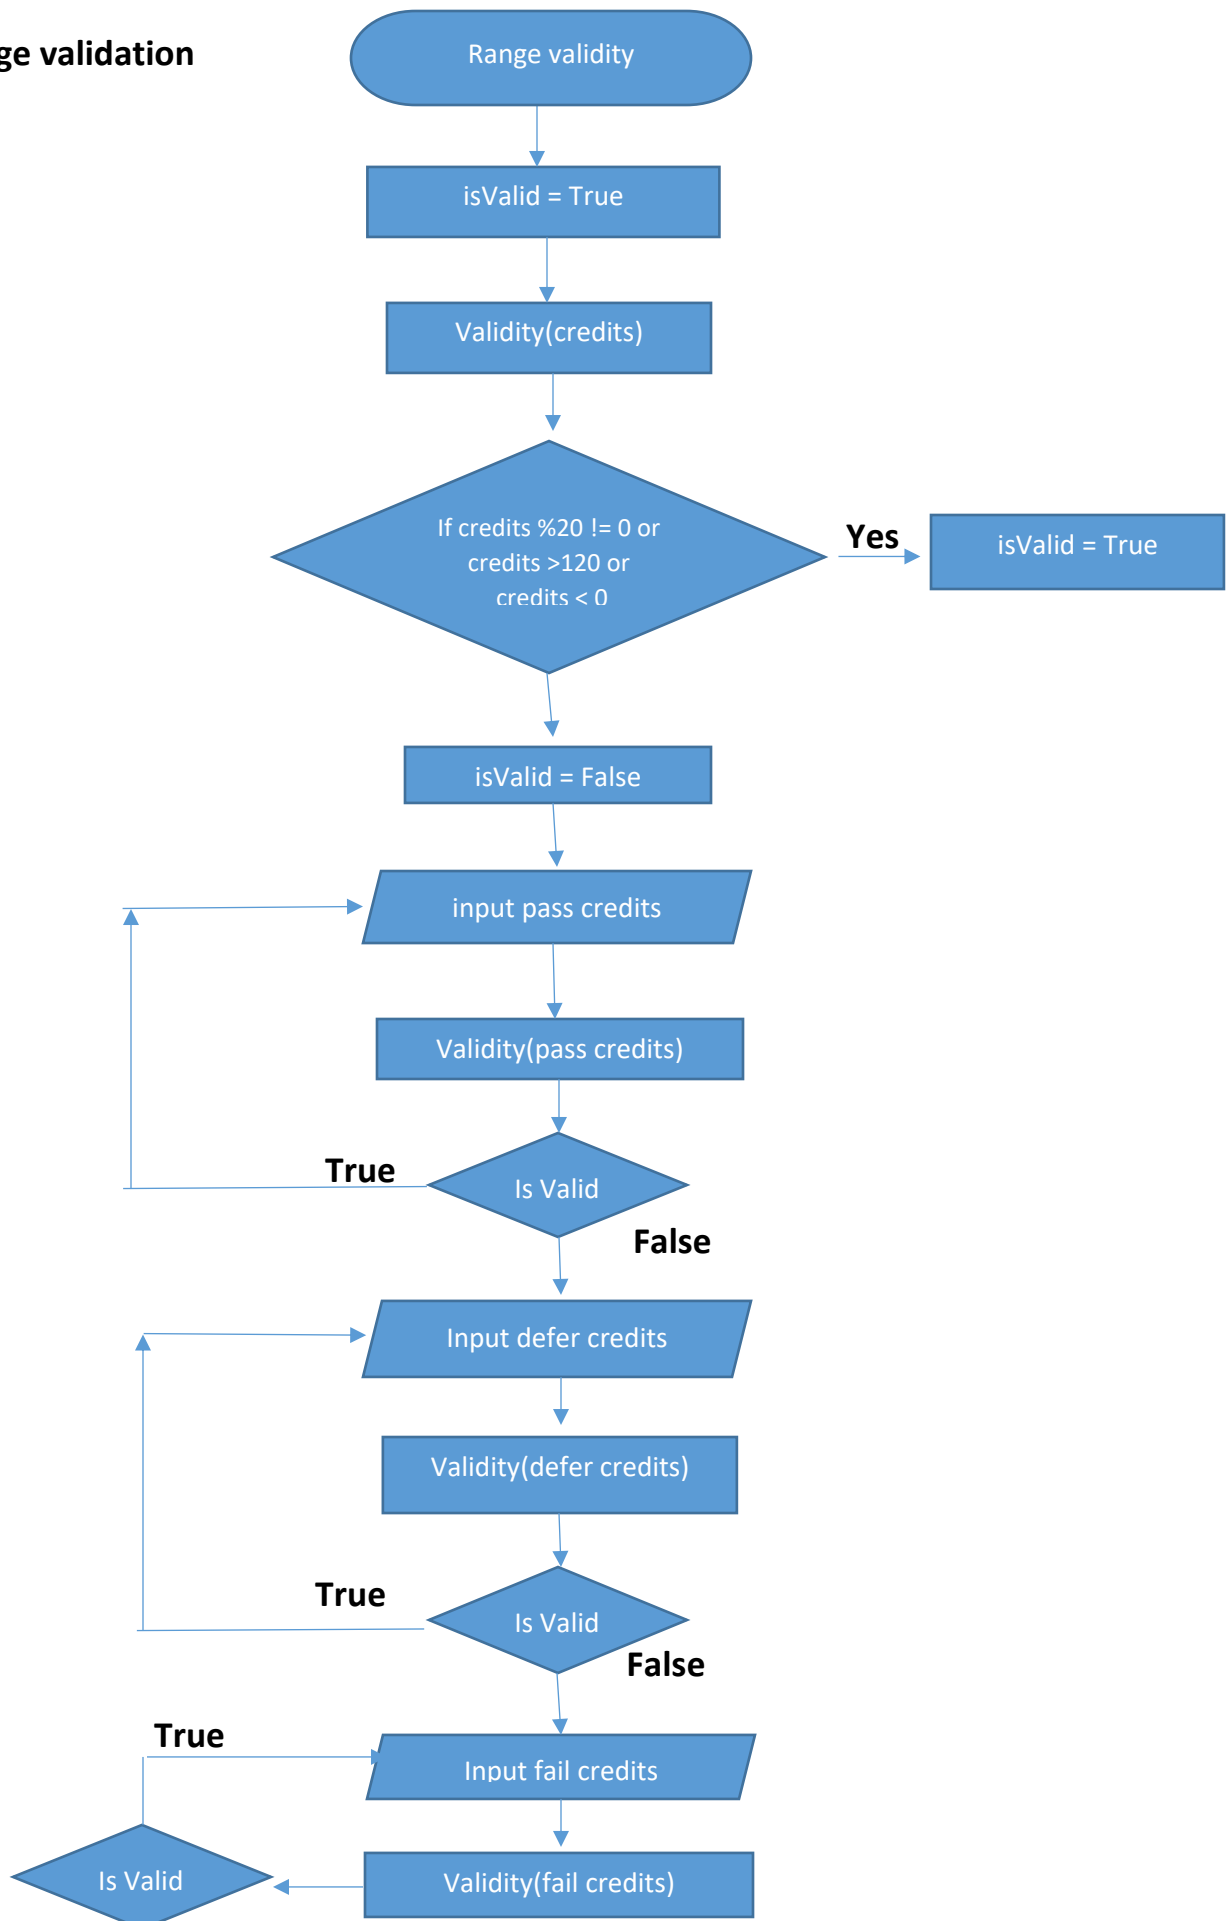 ge validation
Range validity
isValid = True
Validity(credits)
If credits %20 != 0 or
credits >120 or
credits < 0
Yes
isValid = True
isValid = False
input pass credits
Validity(pass credits)
True
Is Valid
False
Input defer credits
Validity(defer credits)
True
Is Valid
False
True
Input fail credits
Is Valid
Validity(fail credits)